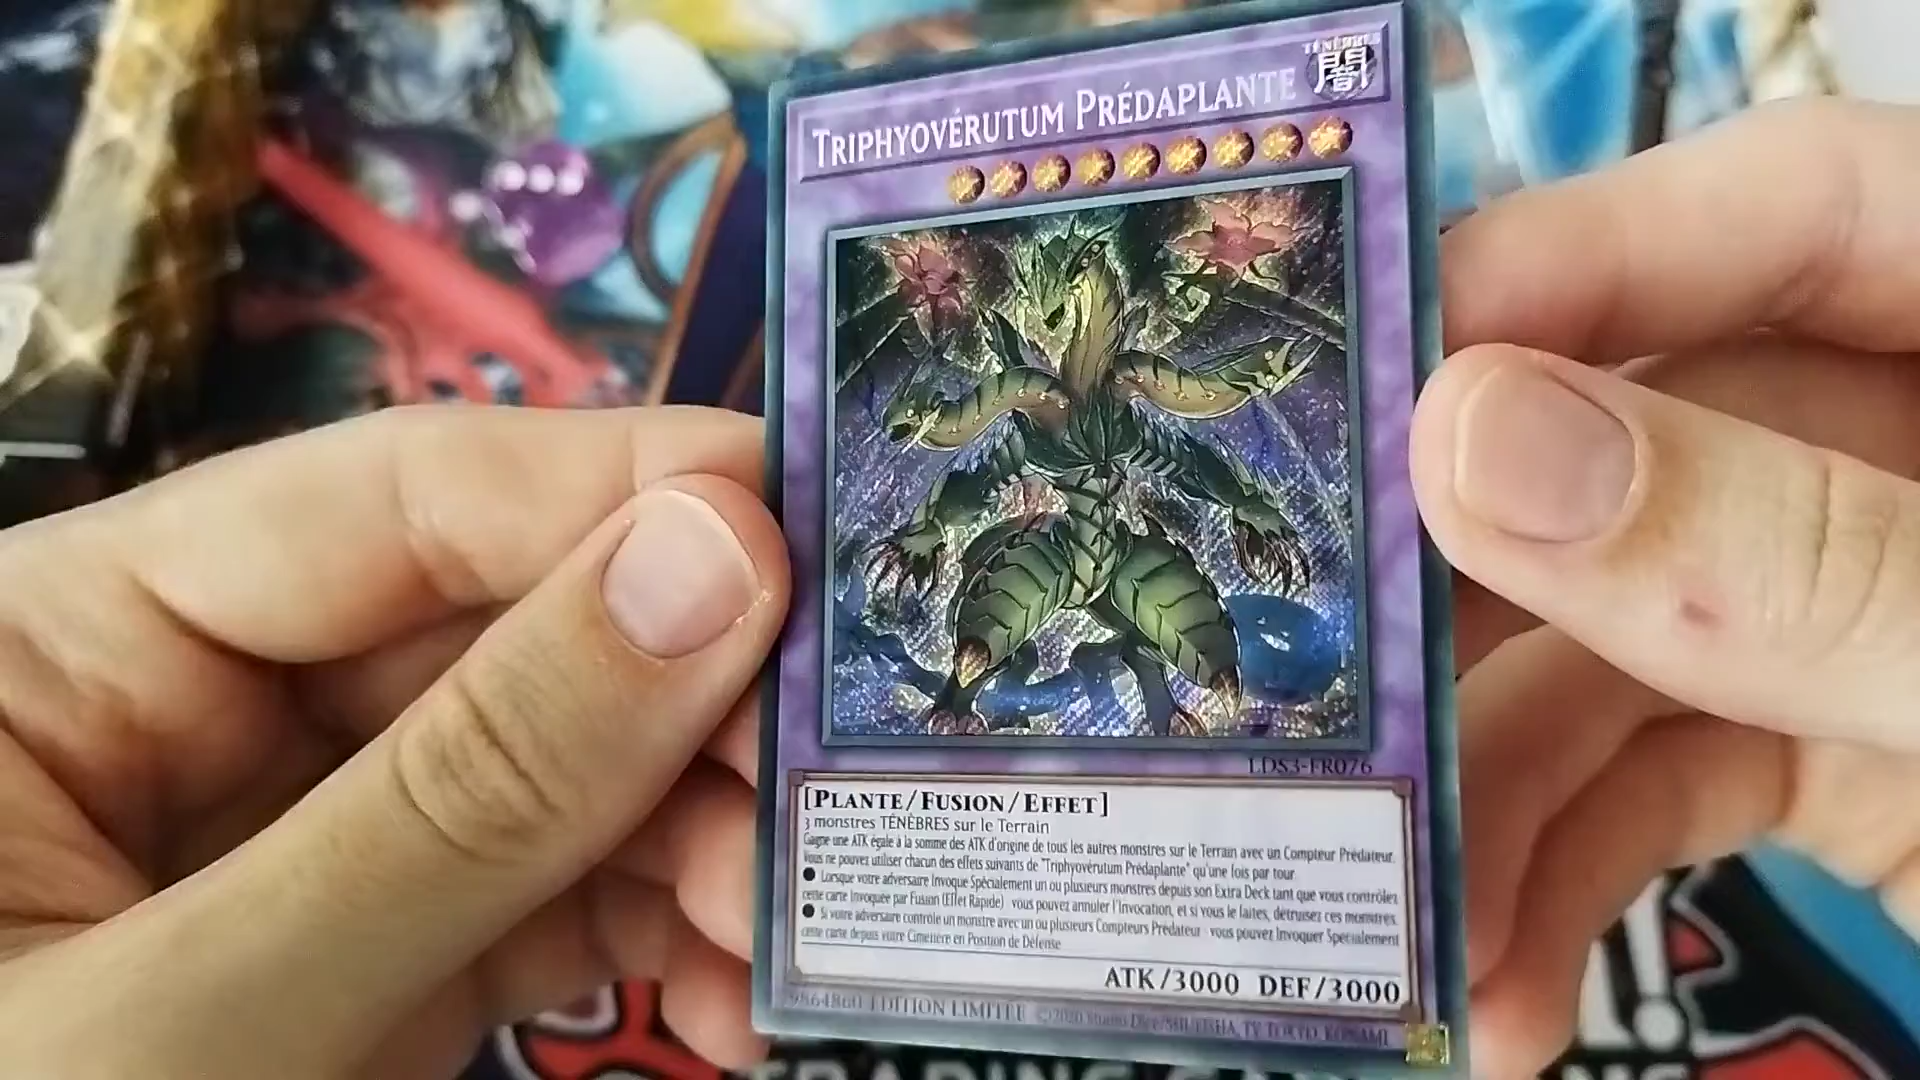 TRIPHYOVÉRUTUM PRÉDAPLANTE
TÉNÈBRES
闇
LDS3-FR076
[PLANTE/FUSION/EFFET]
3 monstres TÉNÈBRES sur le Terrain
Gagne une ATK égale à la somme des ATK d'origine de tous les autres monstres sur le Terrain avec un Compteur Prédateur.
Vous ne pouvez utiliser chacun des effets suivants de "Triphyovérutum Prédaplante" qu'une fois par tour.
● Lorsque votre adversaire Invoque Spécialement un ou plusieurs monstres depuis son Extra Deck tant que vous contrôlez
cette carte Invoquée par Fusion (Effet Rapide) : vous pouvez annuler l'Invocation, et si vous le faites, détruisez ces monstres.
● Si votre adversaire contrôle un monstre avec un ou plusieurs Compteurs Prédateur : vous pouvez Invoquer Spécialement
cette carte depuis votre Cimetière en Position de Défense.
ATK/3000 DEF/3000
ÉDITION LIMITÉE ©2020 Studio Dice/SHUEISHA, TV TOKYO, KONAMI
TRADING